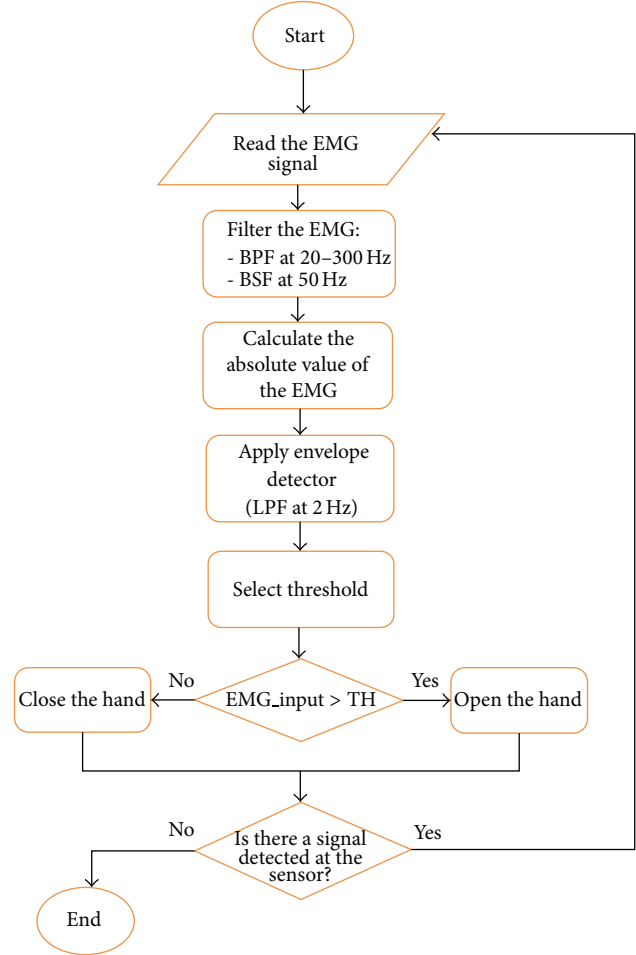 Start
Read the EMG
signal
Filter the EMG:
- BPF at 20–300 Hz
- BSF at 50 Hz
Calculate the
absolute value of
the EMG
Apply envelope
detector
(LPF at 2 Hz)
Select threshold
No
Yes
Close the hand
EMG_input > TH
Open the hand
No
Yes
Is there a signal
detected at the
sensor?
End